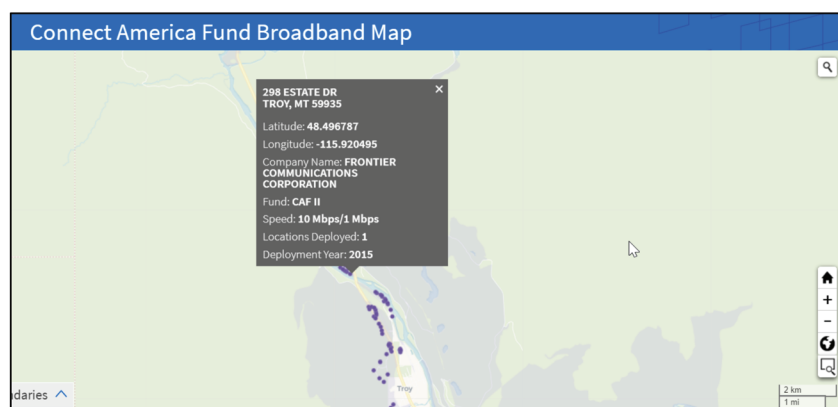 Connect America Fund Broadband Map
298 ESTATE DR
TROY, MT 59935
Latitude: 48.496787
Longitude: -115.920495
Company Name: FRONTIER
COMMUNICATIONS
CORPORATION
Fund: CAF II
Speed: 10 Mbps/1 Mbps
Locations Deployed: 1
Deployment Year: 2015
Troy
ndaries
2 km
1 mi